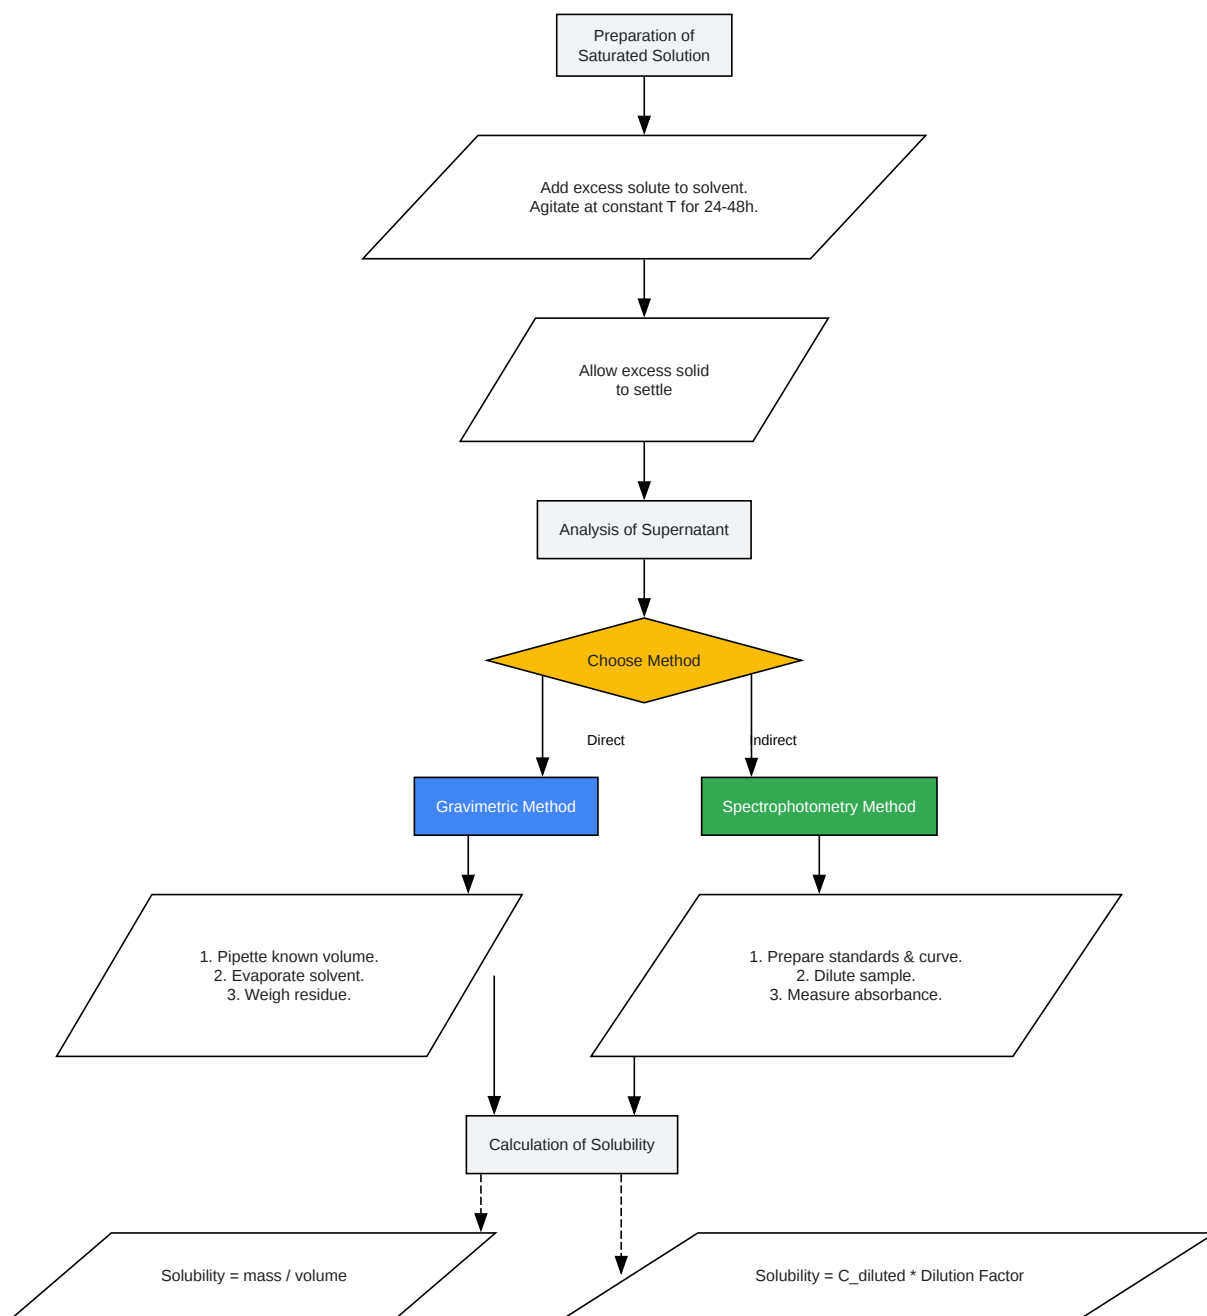 Preparation of
Saturated Solution
Add excess solute to solvent.
Agitate at constant T for 24-48h.
Allow excess solid
to settle
Analysis of Supernatant
Choose Method
Direct
Indirect
Gravimetric Method
Spectrophotometry Method
1. Pipette known volume.
2. Evaporate solvent.
3. Weigh residue.
1. Prepare standards & curve.
2. Dilute sample.
3. Measure absorbance.
Calculation of Solubility
Solubility = mass / volume
Solubility = C_diluted * Dilution Factor